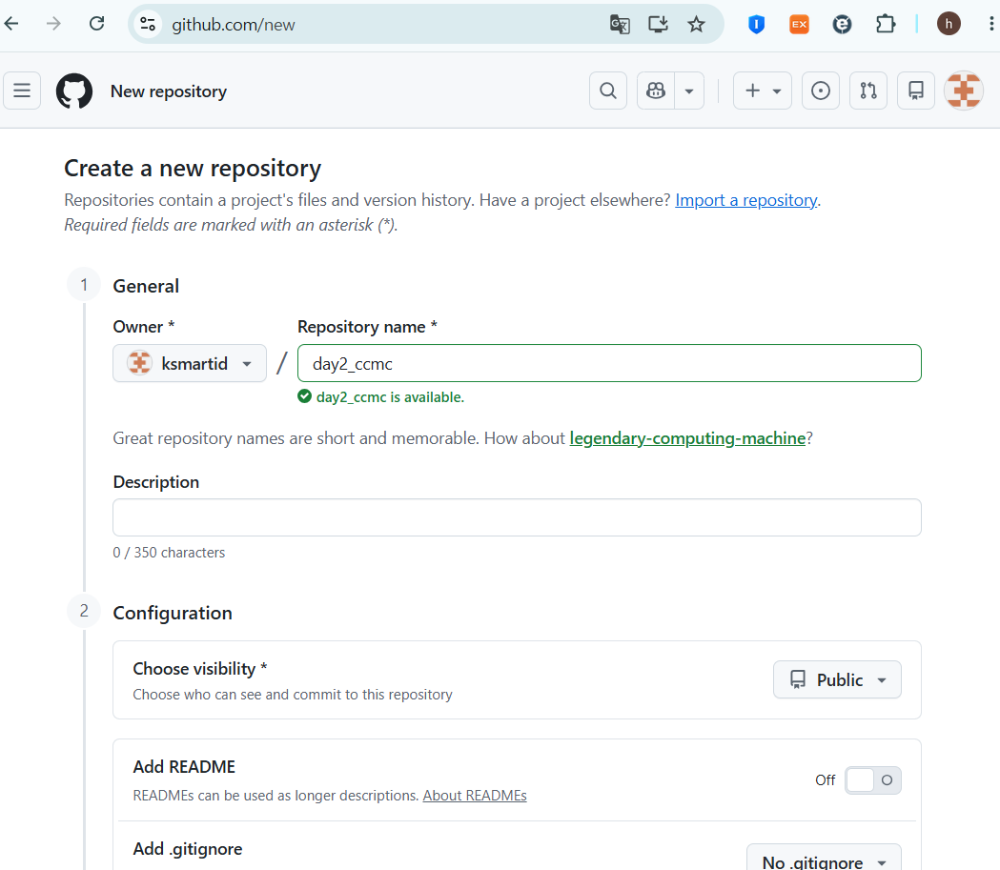 github.com/new
EX
h
New repository
Create a new repository
Repositories contain a project's files and version history. Have a project elsewhere? Import a repository.
Required fields are marked with an asterisk (*).
1
General
Owner *
Repository name *
ksmartid
/
day2_ccmc
day2_ccmc is available.
Great repository names are short and memorable. How about legendary-computing-machine?
Description
0 / 350 characters
2
Configuration
Choose visibility *
Choose who can see and commit to this repository
Public
Add README
READMEs can be used as longer descriptions. About READMEs
Off
Add .gitignore
No .gitignore